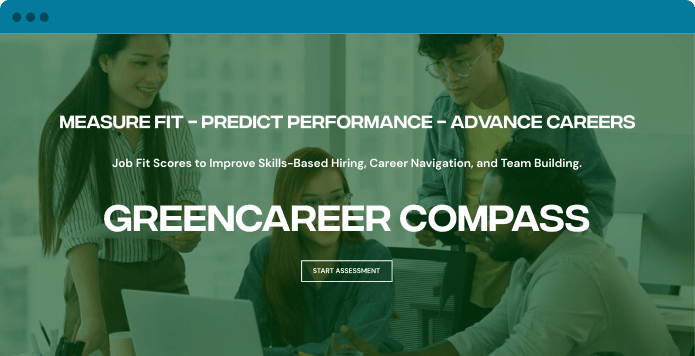 MEASURE FIT – PREDICT PERFORMANCE – ADVANCE CAREERS
Job Fit Scores to Improve Skills-Based Hiring, Career Navigation, and Team Building.
GREENCAREER COMPASS
START ASSESSMENT